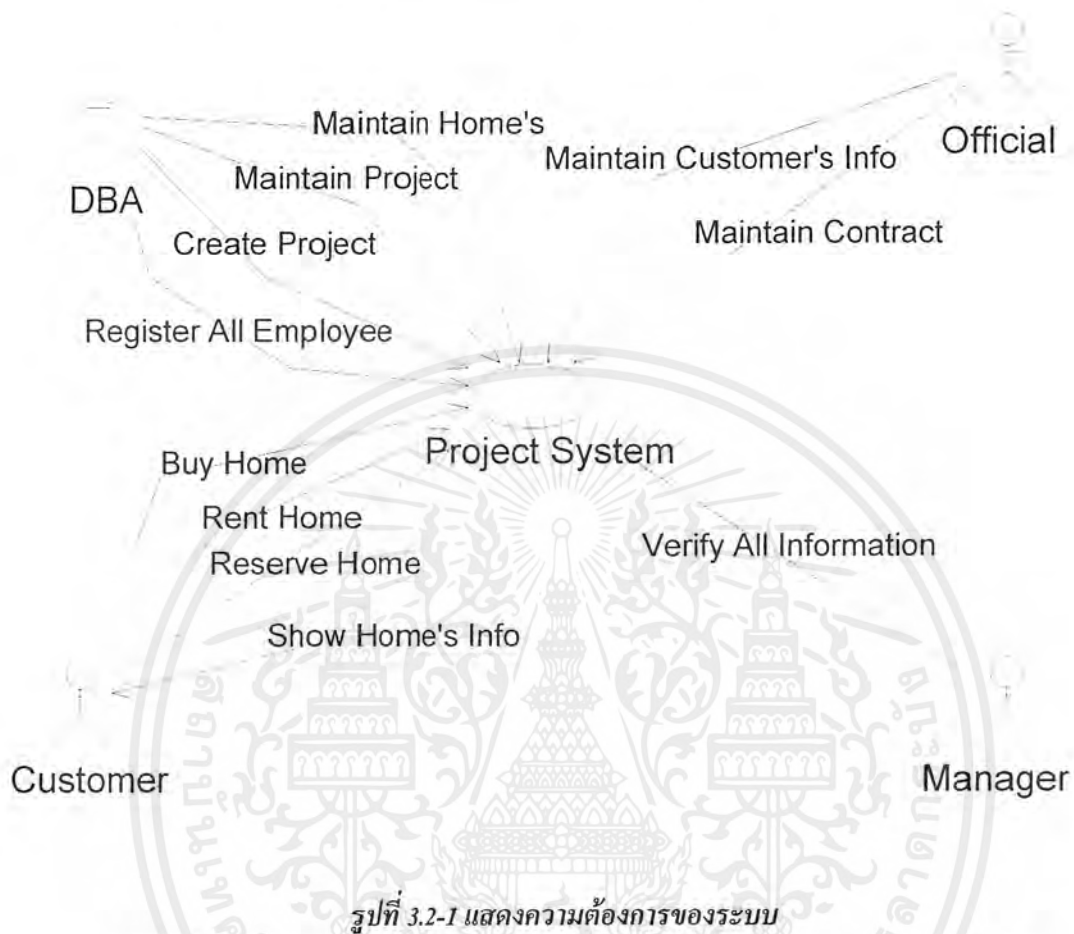 Maintain Home's
Maintain Customer's Info
Official
Maintain Project
DBA
Maintain Contract
Create Project
Register All Employee
Project System
Buy Home
Rent Home
Verify All Information
Reserve Home
Show Home's Info
Customer
Manager
รูปที่ 3.2-1 แสดงความต้องการของระบบ